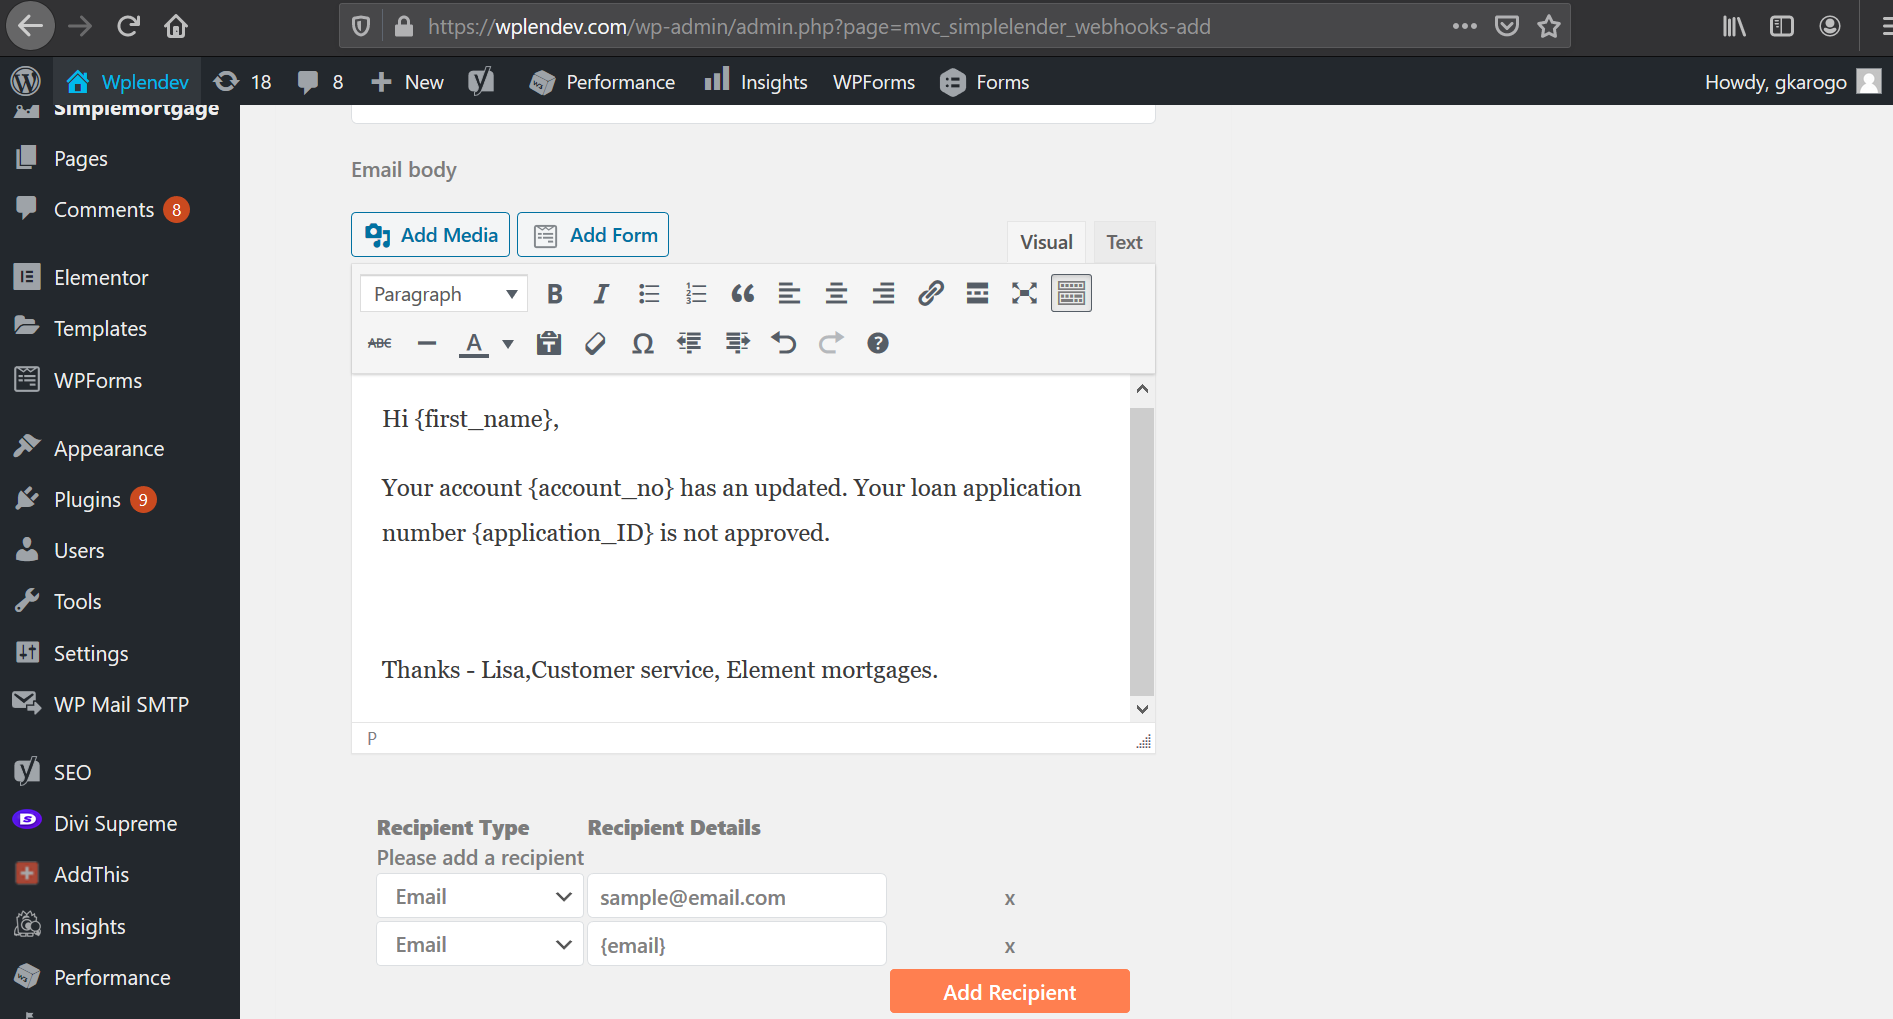 https://wplendev.com/wp-admin/admin.php?page=mvc_simplelender_webhooks-add
Wplendev 18 8 New Performance Insights WPForms Forms Howdy, gkarogo
Simplemortgage
Pages
Comments 8
Elementor
Templates
WPForms
Appearance
Plugins 9
Users
Tools
Settings
WP Mail SMTP
SEO
Divi Supreme
AddThis
Insights
Performance
Email body
Add Media Add Form
Visual Text
Paragraph
ABC
Hi {first_name},
Your account {account_no} has an updated. Your loan application
number {application_ID} is not approved.
Thanks - Lisa,Customer service, Element mortgages.
P
Recipient Type Recipient Details
Please add a recipient
Email sample@email.com x
Email {email} x
Add Recipient